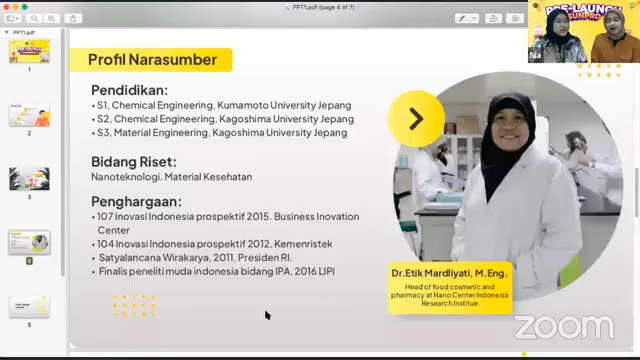 PPT1.pdf (page 4 of 7)
PPT1.pdf
1
2
3
4
5
Profil Narasumber
Pendidikan:
• S1, Chemical Engineering, Kumamoto University Jepang
• S2, Chemical Engineering, Kagoshima University Jepang
• S3, Material Engineering, Kagoshima University Jepang
Bidang Riset:
Nanoteknologi. Material Kesehatan
Penghargaan:
• 107 Inovasi Indonesia prospektif 2015. Business Inovation
Center
• 104 Inovasi Indonesia prospektif 2012. Kemenristek
• Satyalancana Wirakarya, 2011, Presiden RI.
• Finalis peneliti muda indonesia bidang IPA, 2016 LIPI
Dr.Etik Mardliyati, M.Eng.
Head of food cosmetic and
pharmacy at Nano Center Indonesia
Research Institue
PRE-LAUNCH
Nia
zoom